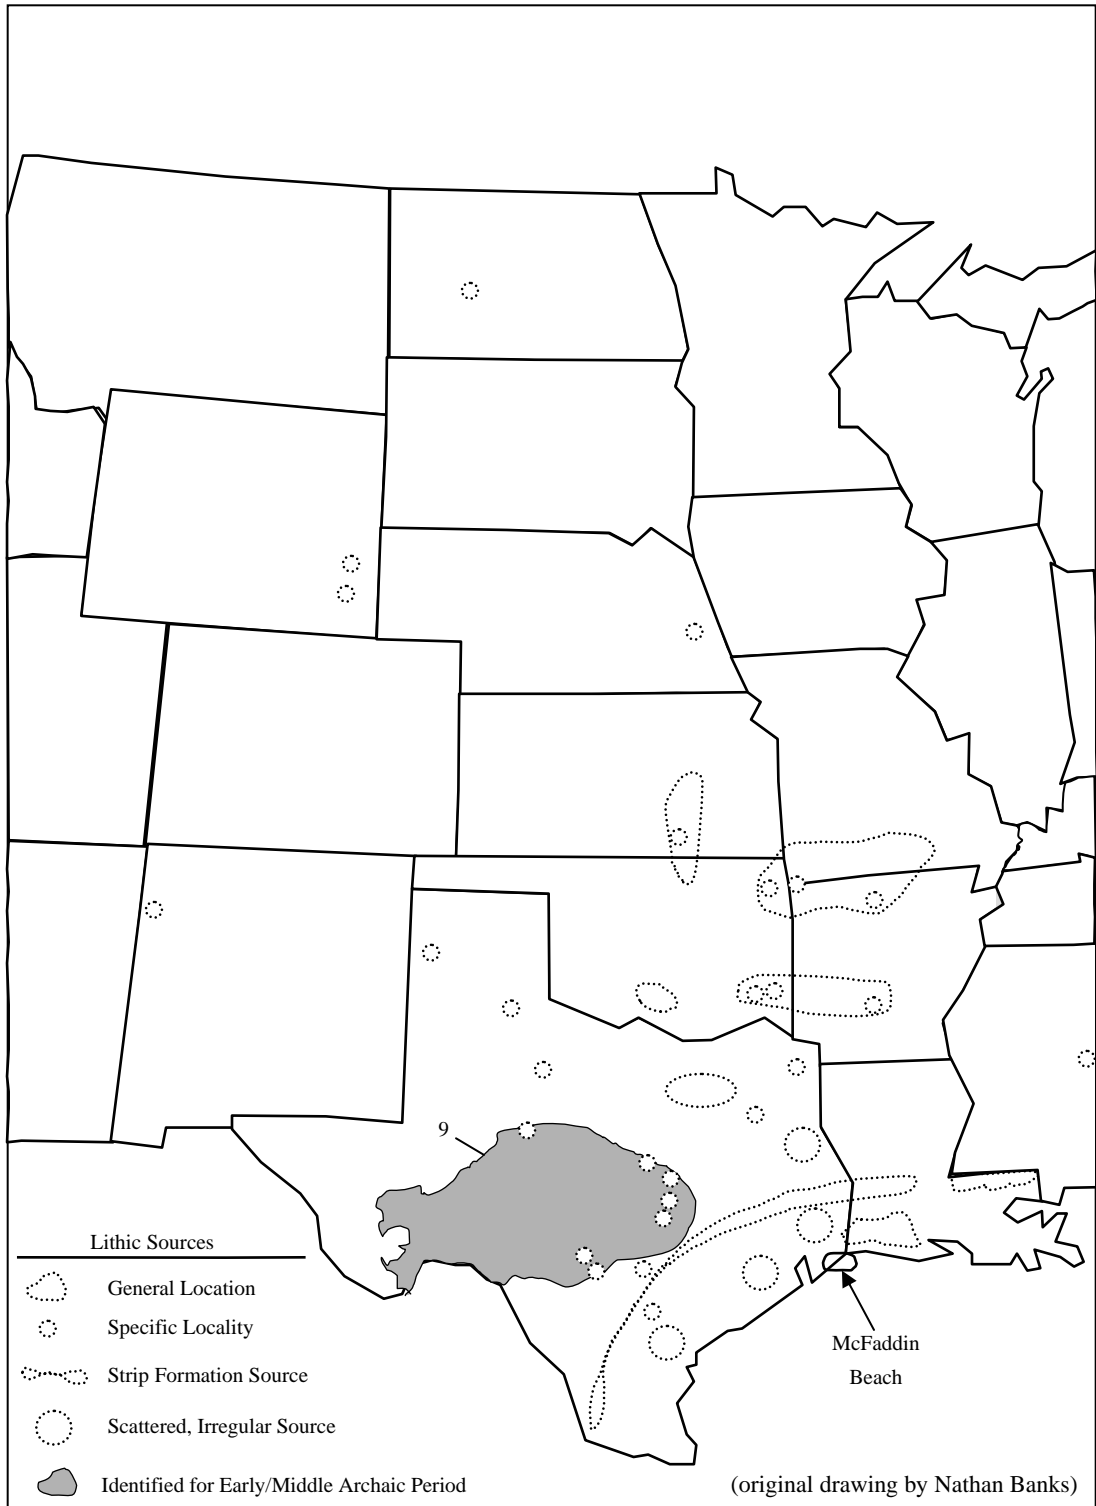 9
Lithic Sources
General Location
Specific Locality
Strip Formation Source
Scattered, Irregular Source
Identified for Early/Middle Archaic Period
McFaddin
Beach
(original drawing by Nathan Banks)